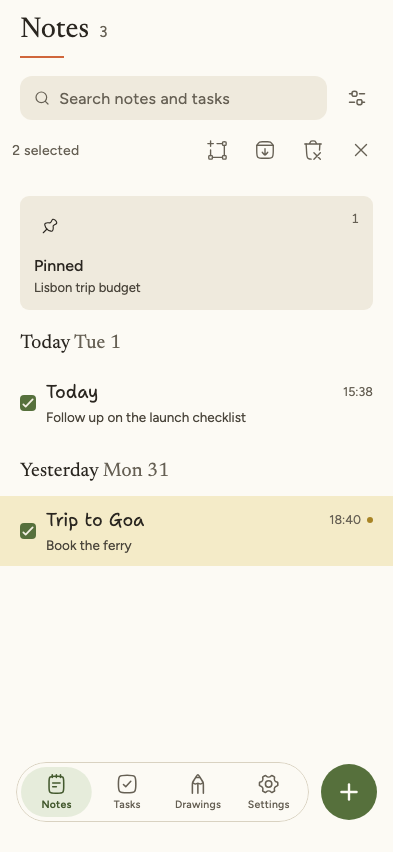 Notes 3
Search notes and tasks
2 selected
1
Pinned
Lisbon trip budget
Today Tue 1
Today 15:38
Follow up on the launch checklist
Yesterday Mon 31
Trip to Goa 18:40
Book the ferry
Notes Tasks Drawings Settings